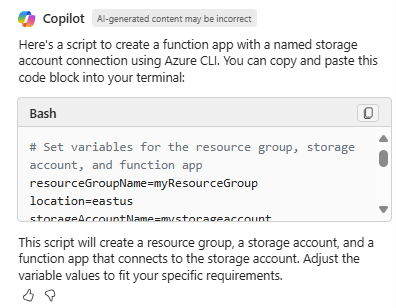 Copilot AI-generated content may be incorrect
Here's a script to create a function app with a named storage
account connection using Azure CLI. You can copy and paste this
code block into your terminal:
Bash
# Set variables for the resource group, storage
account, and function app
resourceGroupName=myResourceGroup
location=eastus
storageAccountName=mystorageaccount
This script will create a resource group, a storage account, and a
function app that connects to the storage account. Adjust the
variable values to fit your specific requirements.